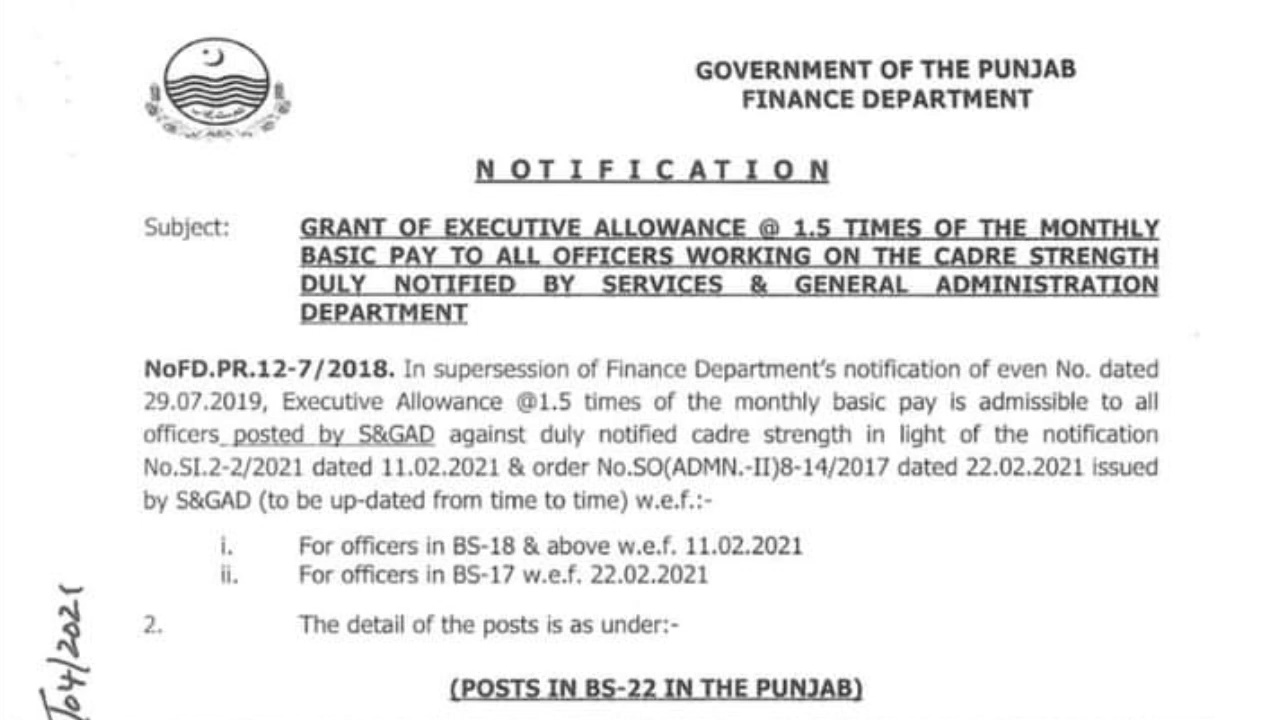 GOVERNMENT OF THE PUNJAB
FINANCE DEPARTMENT
NOTIFICATION
Subject: GRANT OF EXECUTIVE ALLOWANCE @ 1.5 TIMES OF THE MONTHLY
BASIC PAY TO ALL OFFICERS WORKING ON THE CADRE STRENGTH
DULY NOTIFIED BY SERVICES & GENERAL ADMINISTRATION
DEPARTMENT
NoFD.PR.12-7/2018. In supersession of Finance Department's notification of even No. dated
29.07.2019, Executive Allowance @1.5 times of the monthly basic pay is admissible to all
officers posted by S&GAD against duly notified cadre strength in light of the notification
No.SI.2-2/2021 dated 11.02.2021 & order No.SO(ADMN.-II)8-14/2017 dated 22.02.2021 issued
by S&GAD (to be up-dated from time to time) w.e.f.:-
i. For officers in BS-18 & above w.e.f. 11.02.2021
ii. For officers in BS-17 w.e.f. 22.02.2021
2. The detail of the posts is as under:-
(POSTS IN BS-22 IN THE PUNJAB)
/04/2021